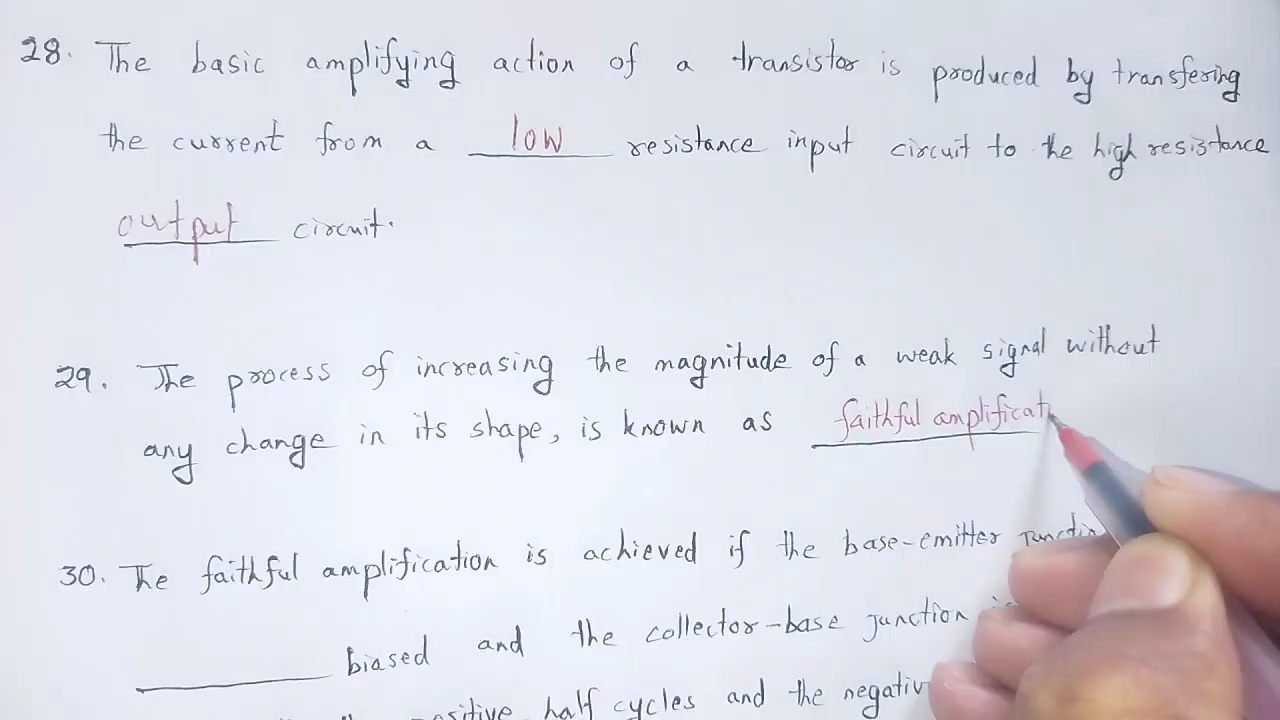 28. The basic amplifying action of a transistor is produced by transfering
the current from a low resistance input circuit to the high resistance
output circuit.
29. The process of increasing the magnitude of a weak signal without
any change in its shape, is known as faithful amplificat
30. The faithful amplification is achieved if the base-emitter
biased and the collector-base junction
half cycles and the